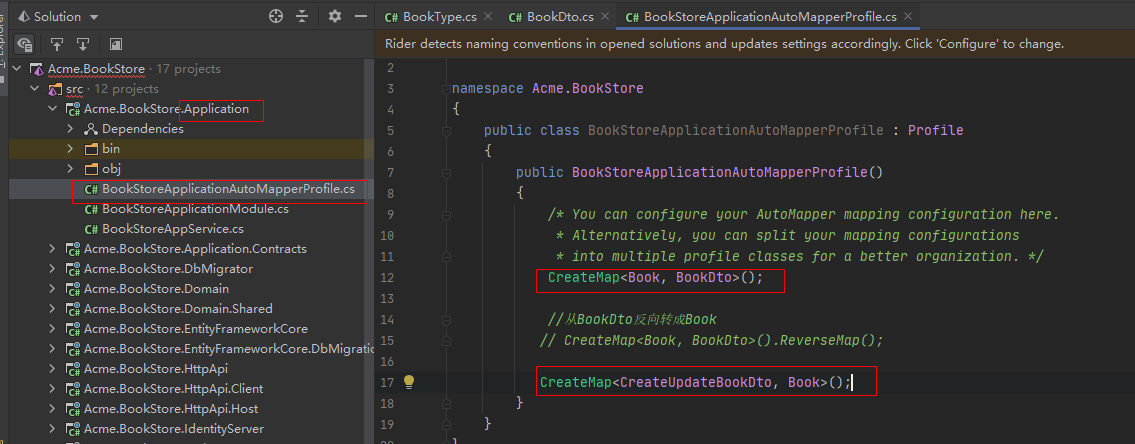 Solution
Acme.BookStore · 17 projects
src · 12 projects
Acme.BookStore.Application
Dependencies
bin
obj
C# BookStoreApplicationAutoMapperProfile.cs
C# BookStoreApplicationModule.cs
C# BookStoreAppService.cs
Acme.BookStore.Application.Contracts
Acme.BookStore.DbMigrator
Acme.BookStore.Domain
Acme.BookStore.Domain.Shared
Acme.BookStore.EntityFrameworkCore
Acme.BookStore.EntityFrameworkCore.DbMigratio
Acme.BookStore.HttpApi
Acme.BookStore.HttpApi.Client
Acme.BookStore.HttpApi.Host
Acme.BookStore.IdentityServer
C# BookType.cs
C# BookDto.cs
C# BookStoreApplicationAutoMapperProfile.cs
Rider detects naming conventions in opened solutions and updates settings accordingly. Click 'Configure' to change.
2
3 namespace Acme.BookStore
4 {
5 public class BookStoreApplicationAutoMapperProfile : Profile
6 {
7 public BookStoreApplicationAutoMapperProfile()
8 {
9 /* You can configure your AutoMapper mapping configuration here.
10 * Alternatively, you can split your mapping configurations
11 * into multiple profile classes for a better organization. */
12 CreateMap<Book, BookDto>();
13
14 //从BookDto反向转成Book
15 // CreateMap<Book, BookDto>().ReverseMap();
16
17 CreateMap<CreateUpdateBookDto, Book>();
18 }
19 }